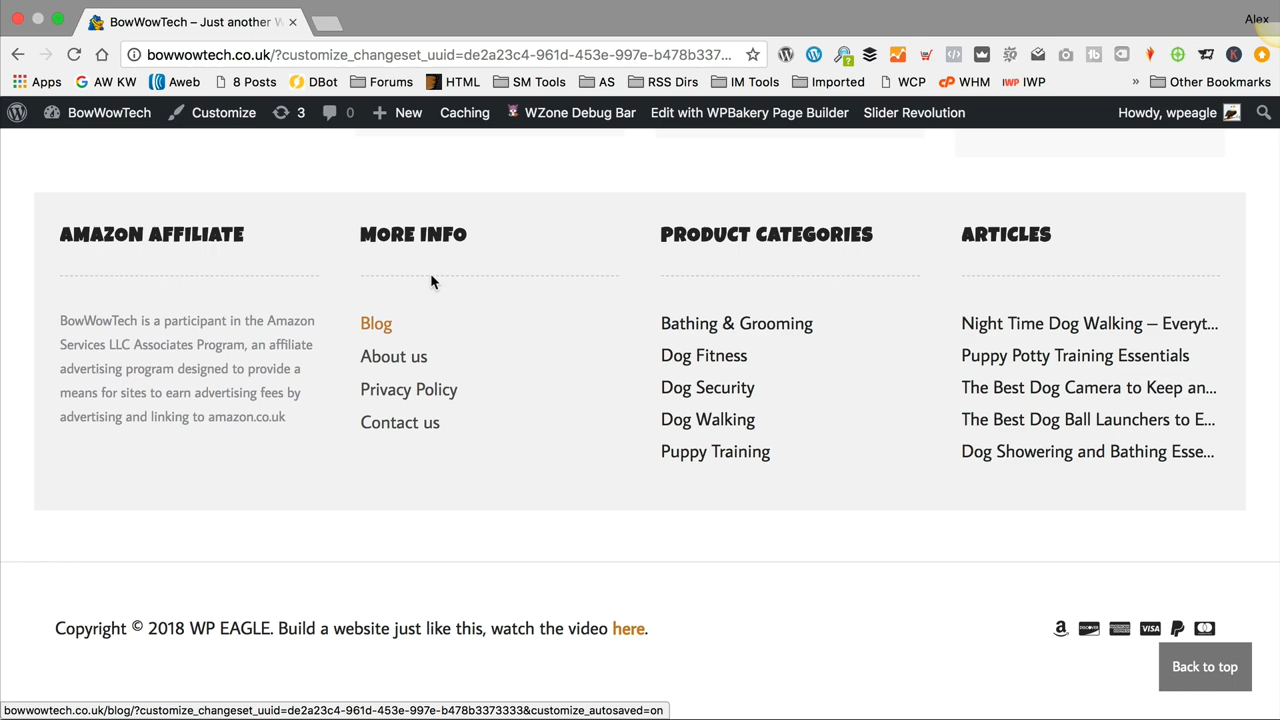 Alex
BowWowTech – Just another W
bowwowtech.co.uk/?customize_changeset_uuid=de2a23c4-961d-453e-997e-b478b337...
Apps AW KW Aweb 8 Posts DBot Forums HTML SM Tools AS RSS Dirs IM Tools Imported WCP WHM IWP » Other Bookmarks
BowWowTech Customize 3 0 New Caching WZone Debug Bar Edit with WPBakery Page Builder Slider Revolution Howdy, wpeagle
AMAZON AFFILIATE
BowWowTech is a participant in the Amazon
Services LLC Associates Program, an affiliate
advertising program designed to provide a
means for sites to earn advertising fees by
advertising and linking to amazon.co.uk
MORE INFO
Blog
About us
Privacy Policy
Contact us
PRODUCT CATEGORIES
Bathing & Grooming
Dog Fitness
Dog Security
Dog Walking
Puppy Training
ARTICLES
Night Time Dog Walking – Everyt...
Puppy Potty Training Essentials
The Best Dog Camera to Keep an...
The Best Dog Ball Launchers to E...
Dog Showering and Bathing Esse...
Copyright © 2018 WP EAGLE. Build a website just like this, watch the video here.
VISA
Back to top
bowwowtech.co.uk/blog/?customize_changeset_uuid=de2a23c4-961d-453e-997e-b478b3373333&customize_autosaved=on